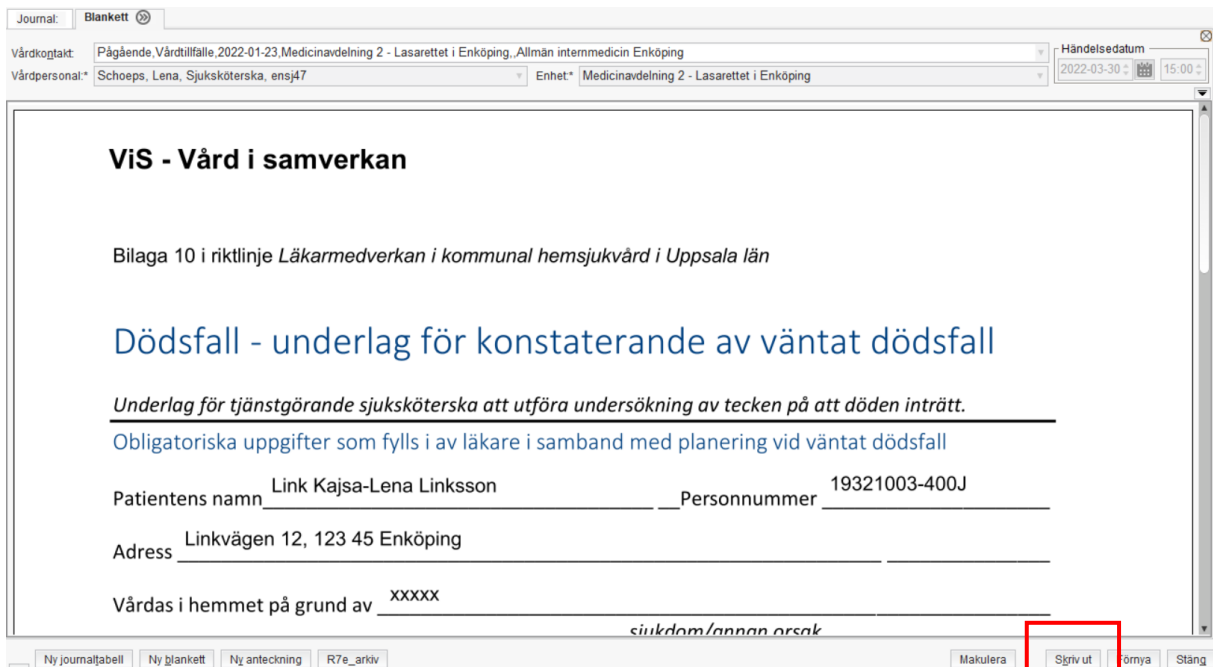 Journal: Blankett
Vårdkontakt: Pågående,Vårdtillfälle,2022-01-23,Medicinavdelning 2 - Lasarettet i Enköping,,Allmän internmedicin Enköping Händelsedatum
Vårdpersonal:* Schoeps, Lena, Sjuksköterska, ensj47 Enhet:* Medicinavdelning 2 - Lasarettet i Enköping 2022-03-30 15:00
ViS - Vård i samverkan
Bilaga 10 i riktlinje Läkarmedverkan i kommunal hemsjukvård i Uppsala län
Dödsfall - underlag för konstaterande av väntat dödsfall
Underlag för tjänstgörande sjuksköterska att utföra undersökning av tecken på att döden inträtt.
Obligatoriska uppgifter som fylls i av läkare i samband med planering vid väntat dödsfall
Patientens namn Link Kajsa-Lena Linksson Personnummer 19321003-400J
Adress Linkvägen 12, 123 45 Enköping
Vårdas i hemmet på grund av xxxxx
sjukdom/annan orsak
Ny journaltabell Ny blankett Ny anteckning R7e_arkiv Makulera Skriv ut Förnya Stäng